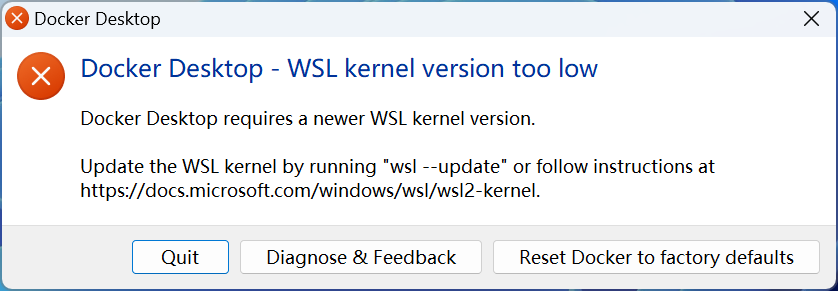 Docker Desktop
Docker Desktop - WSL kernel version too low
Docker Desktop requires a newer WSL kernel version.
Update the WSL kernel by running "wsl --update" or follow instructions at
https://docs.microsoft.com/windows/wsl/wsl2-kernel.
Quit
Diagnose & Feedback
Reset Docker to factory defaults